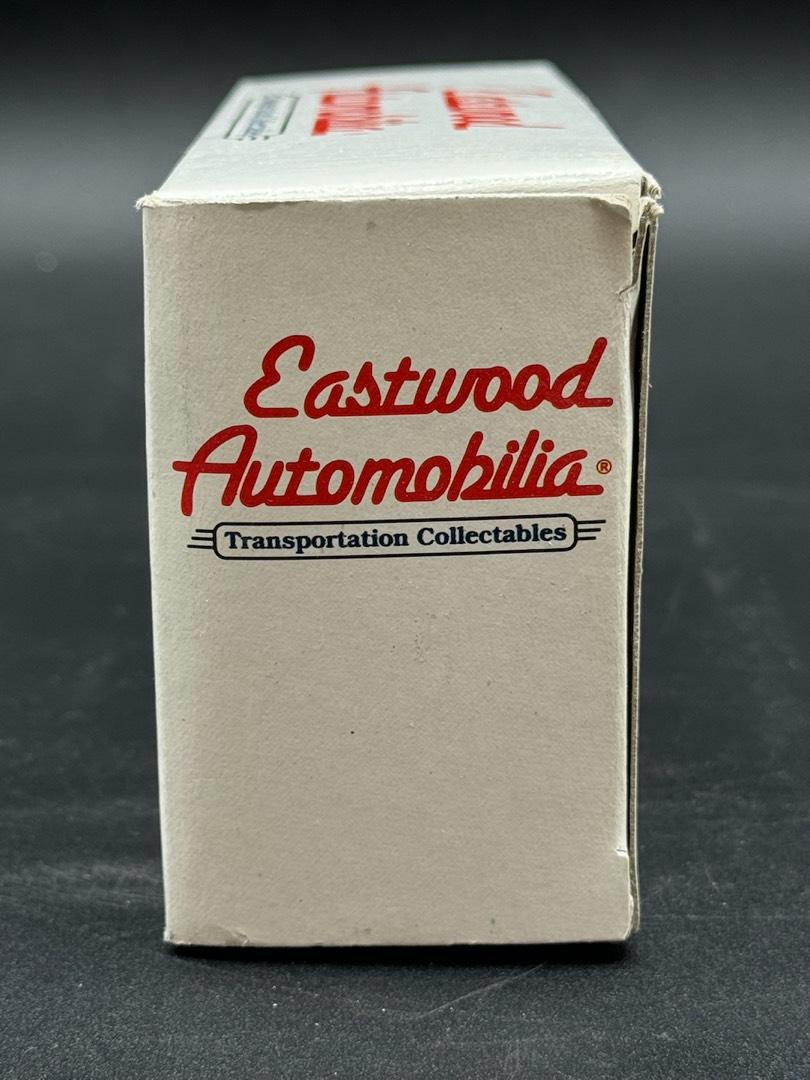 Eastwood
Automobilia®
Transportation Collectables